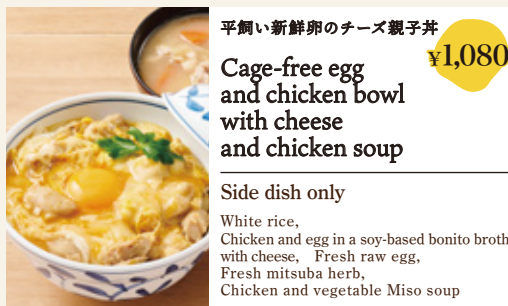 平飼い新鮮卵のチーズ親子丼
¥1,080
Cage-free egg
and chicken bowl
with cheese
and chicken soup
Side dish only
White rice,
Chicken and egg in a soy-based bonito broth
with cheese, Fresh raw egg,
Fresh mitsuba herb,
Chicken and vegetable Miso soup